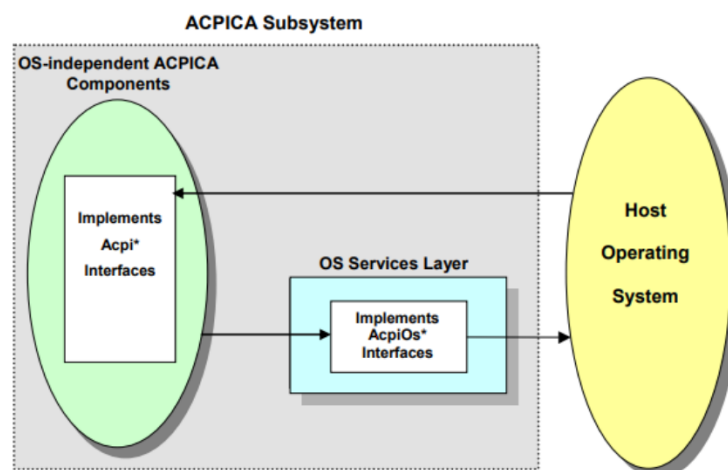 ACPICA Subsystem
OS-independent ACPICA
Components
Implements
Acpi*
Interfaces
OS Services Layer
Implements
AcpiOs*
Interfaces
Host
Operating
System